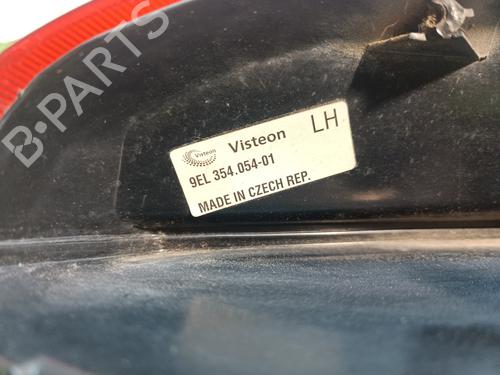 B-PARTS
Visteon
Visteon
LH
9EL 354.054-01
MADE IN CZECH REP.